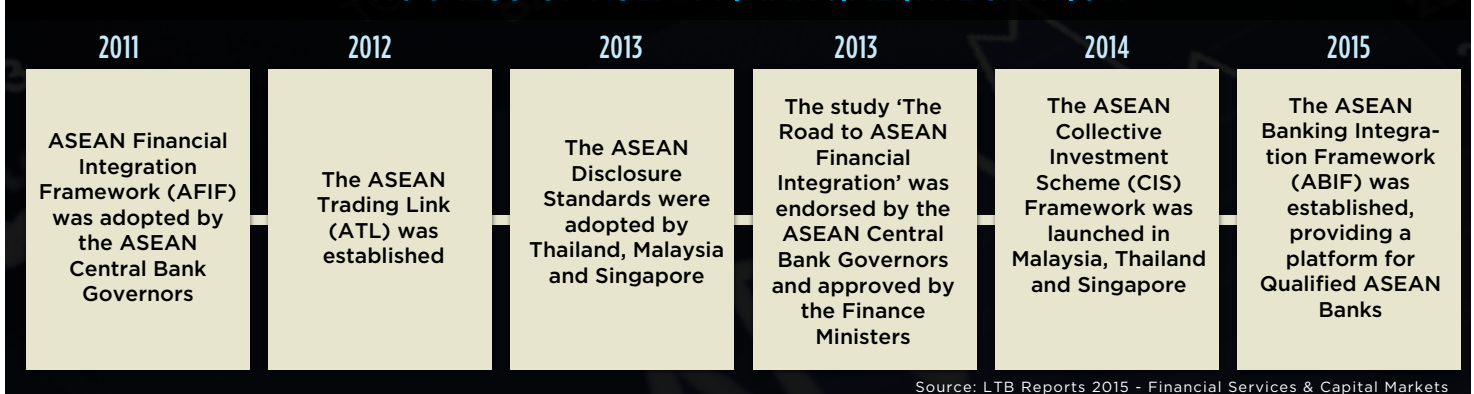 2011
ASEAN Financial
Integration
Framework (AFIF)
was adopted by
the ASEAN
Central Bank
Governors
2012
The ASEAN
Trading Link
(ATL) was
established
2013
The ASEAN
Disclosure
Standards were
adopted by
Thailand, Malaysia
and Singapore
2013
The study ‘The
Road to ASEAN
Financial
Integration’ was
endorsed by the
ASEAN Central
Bank Governors
and approved by
the Finance
Ministers
2014
The ASEAN
Collective
Investment
Scheme (CIS)
Framework was
launched in
Malaysia, Thailand
and Singapore
2015
The ASEAN
Banking Integra-
tion Framework
(ABIF) was
established,
providing a
platform for
Qualified ASEAN
Banks
Source: LTB Reports 2015 - Financial Services & Capital Markets